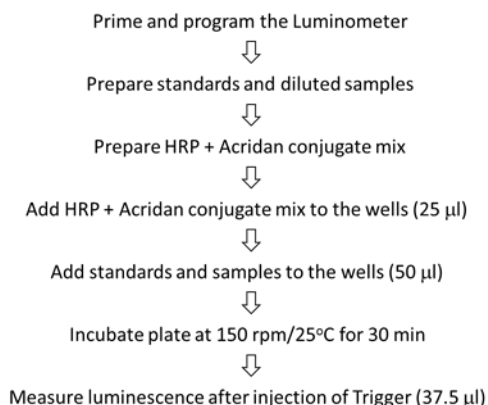 Prime and program the Luminometer
⇩
Prepare standards and diluted samples
⇩
Prepare HRP + Acridan conjugate mix
⇩
Add HRP + Acridan conjugate mix to the wells (25 µl)
⇩
Add standards and samples to the wells (50 µl)
⇩
Incubate plate at 150 rpm/25°C for 30 min
⇩
Measure luminescence after injection of Trigger (37.5 µl)